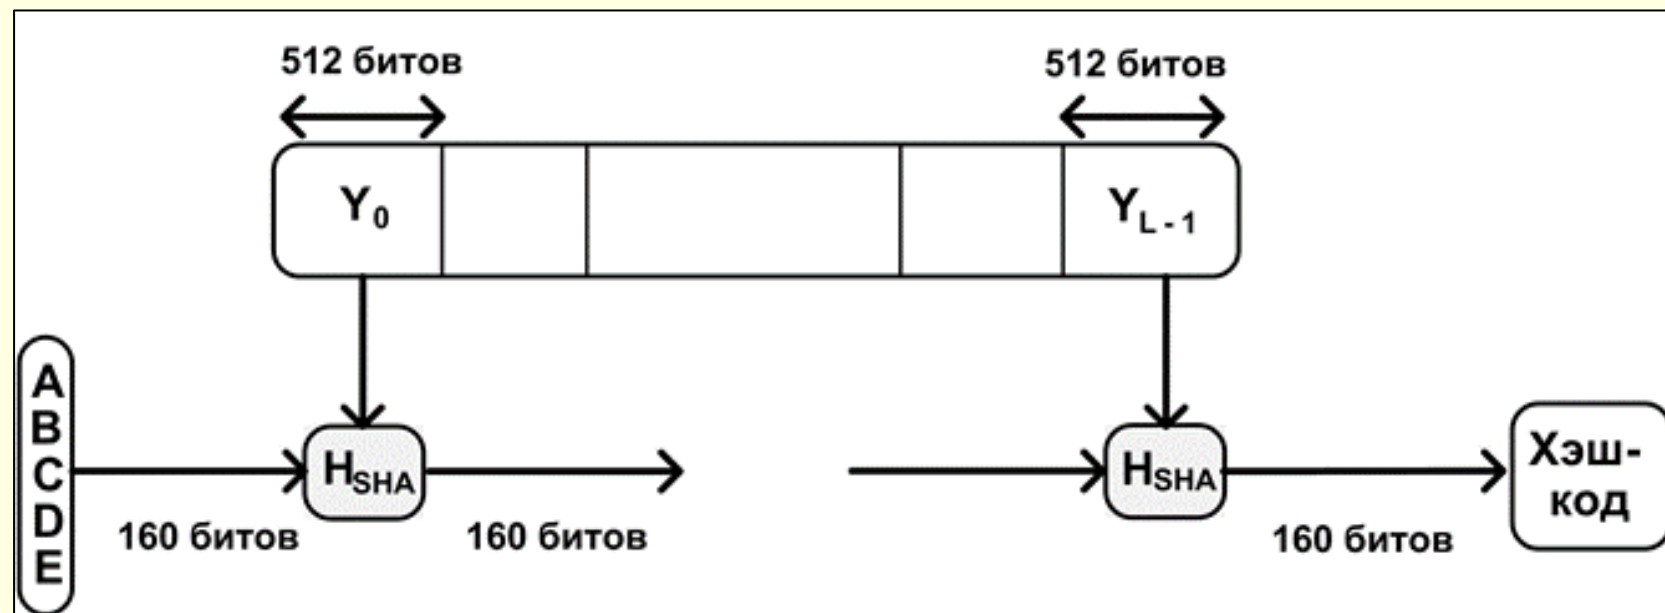 512 битов
512 битов
Y0
YL - 1
A
B
C
D
E
HSHA
HSHA
Хэш-
код
160 битов
160 битов
160 битов